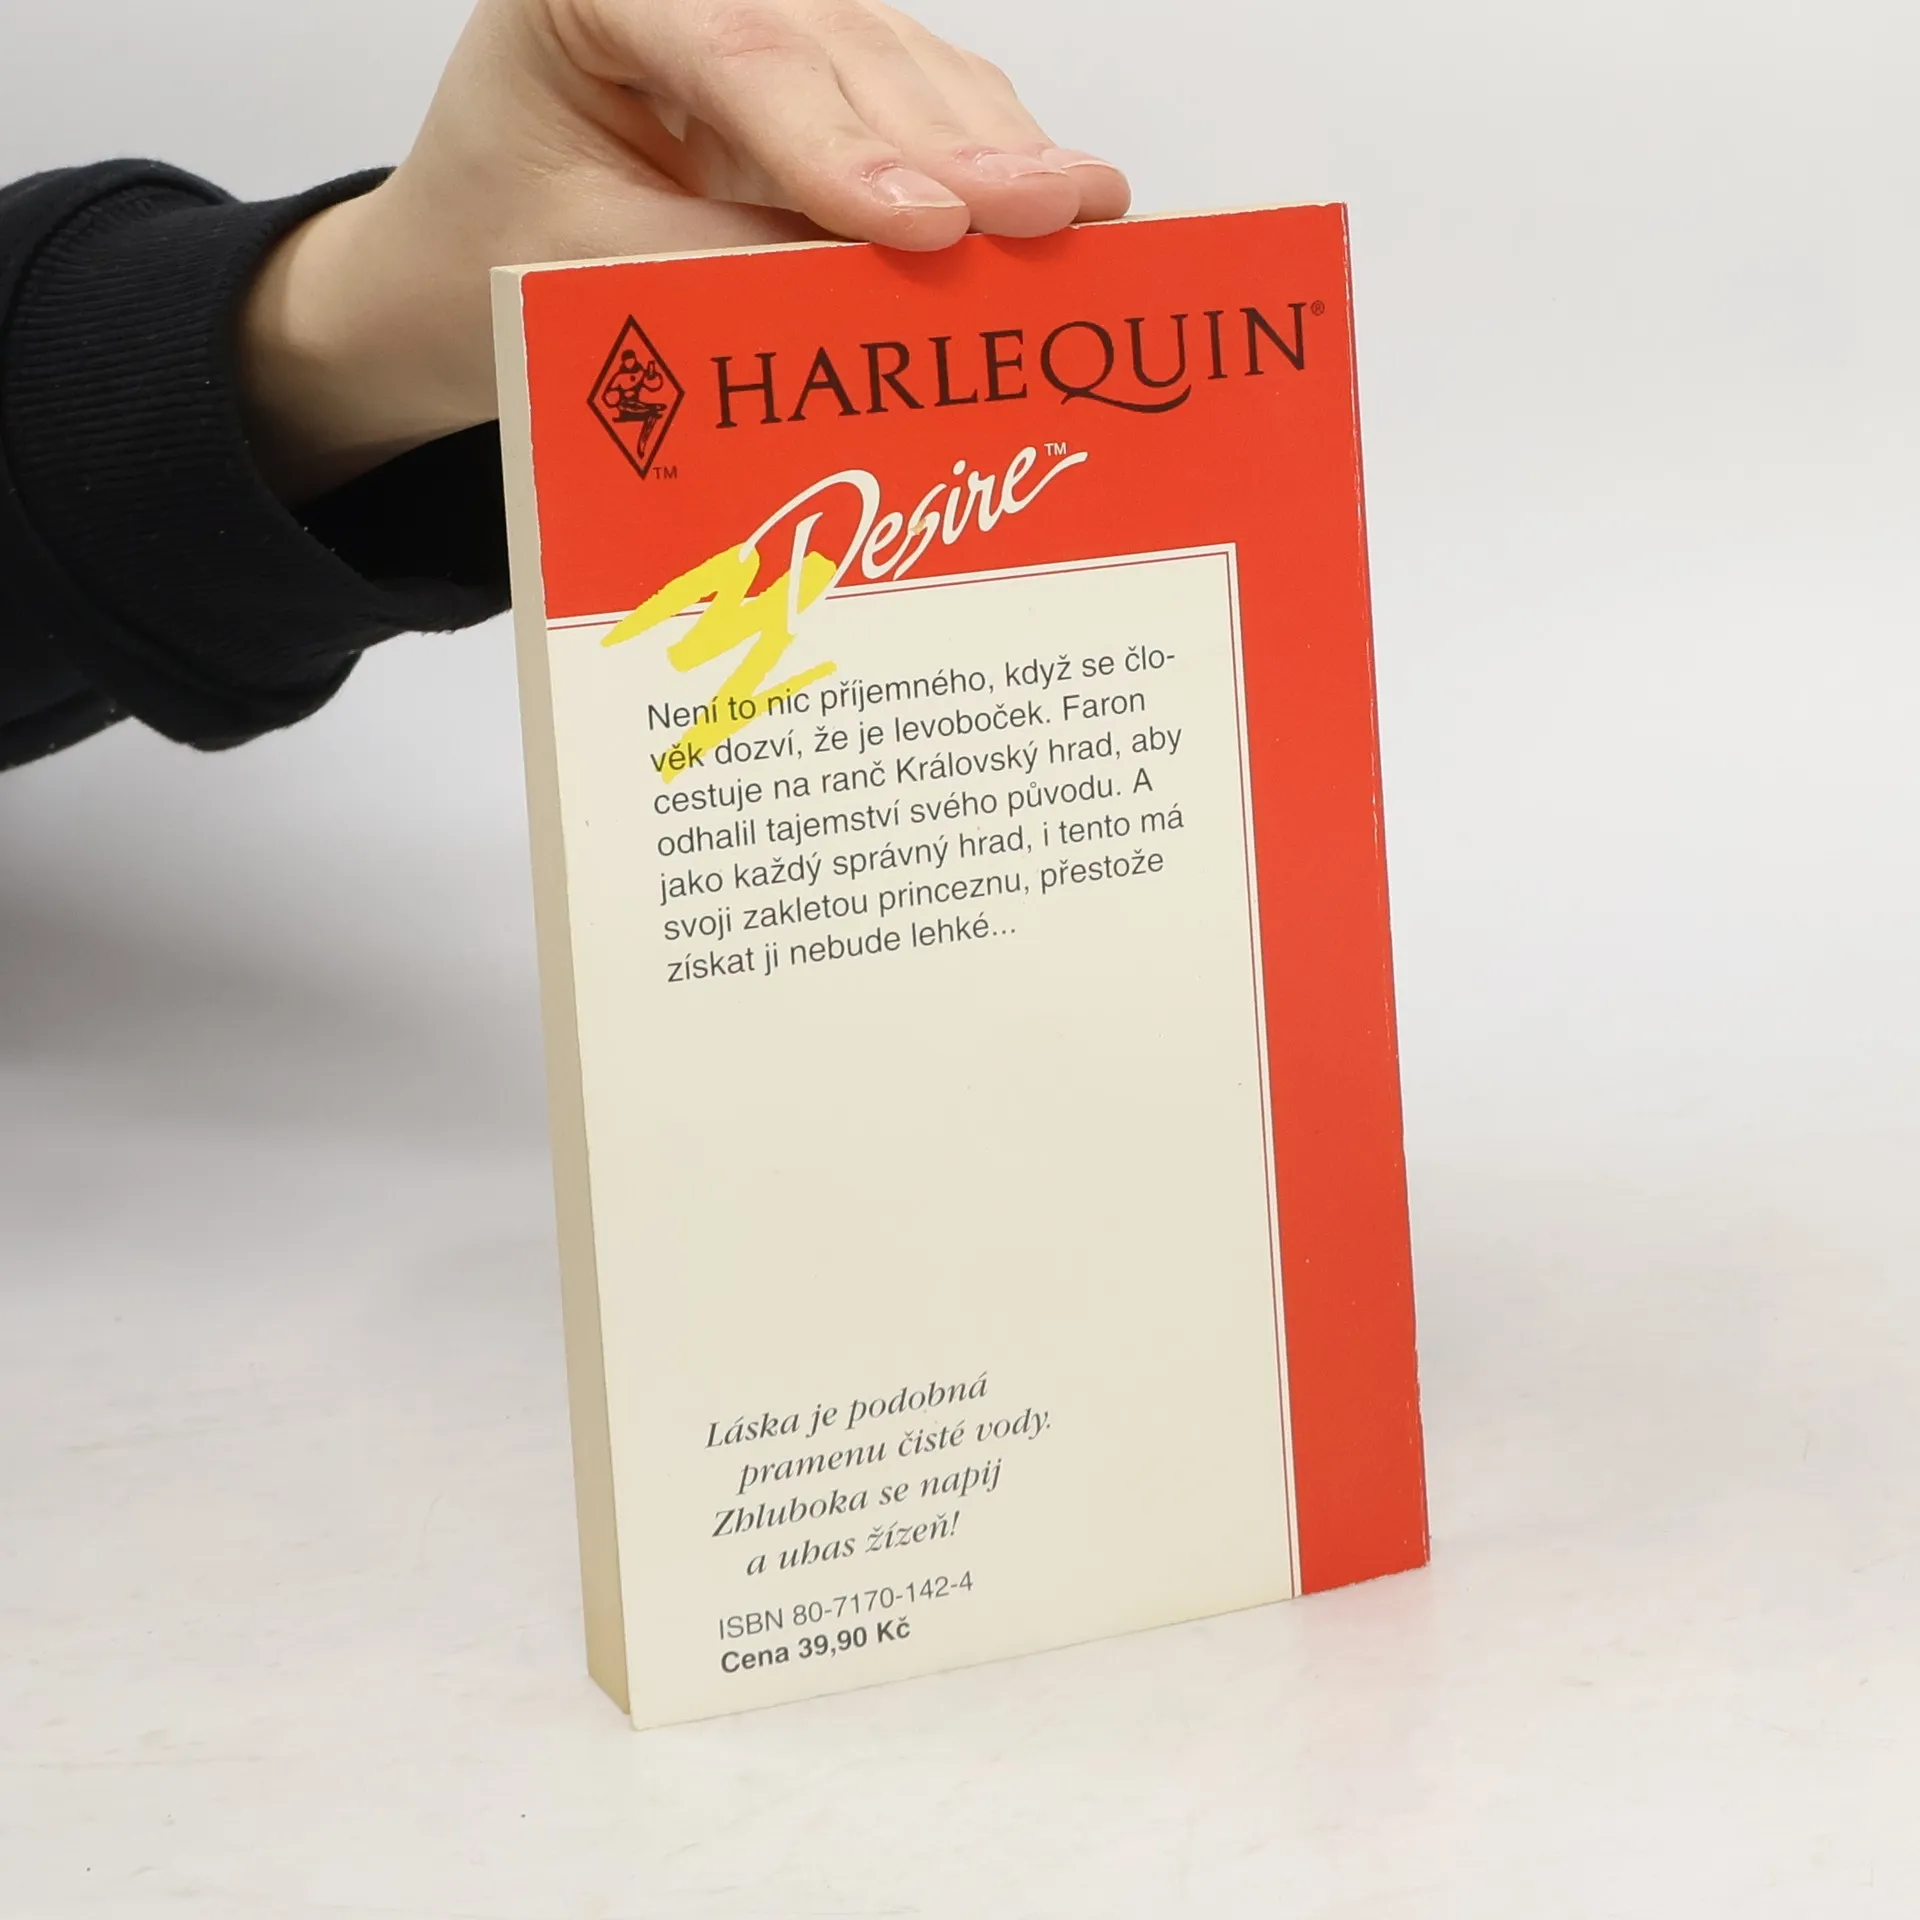 HARLEQUIN®
TM
Desire™
Není to nic příjemného, když se člo-
věk dozví, že je levoboček. Faron
cestuje na ranč Královský hrad, aby
odhalil tajemství svého původu. A
jako každý správný hrad, i tento má
svoji zakletou princeznu, přestože
získat ji nebude lehké...
Láska je podobná
pramenu čisté vody.
Zhluboka se napij
a uhas žízeň!
ISBN 80-7170-142-4
Cena 39,90 Kč